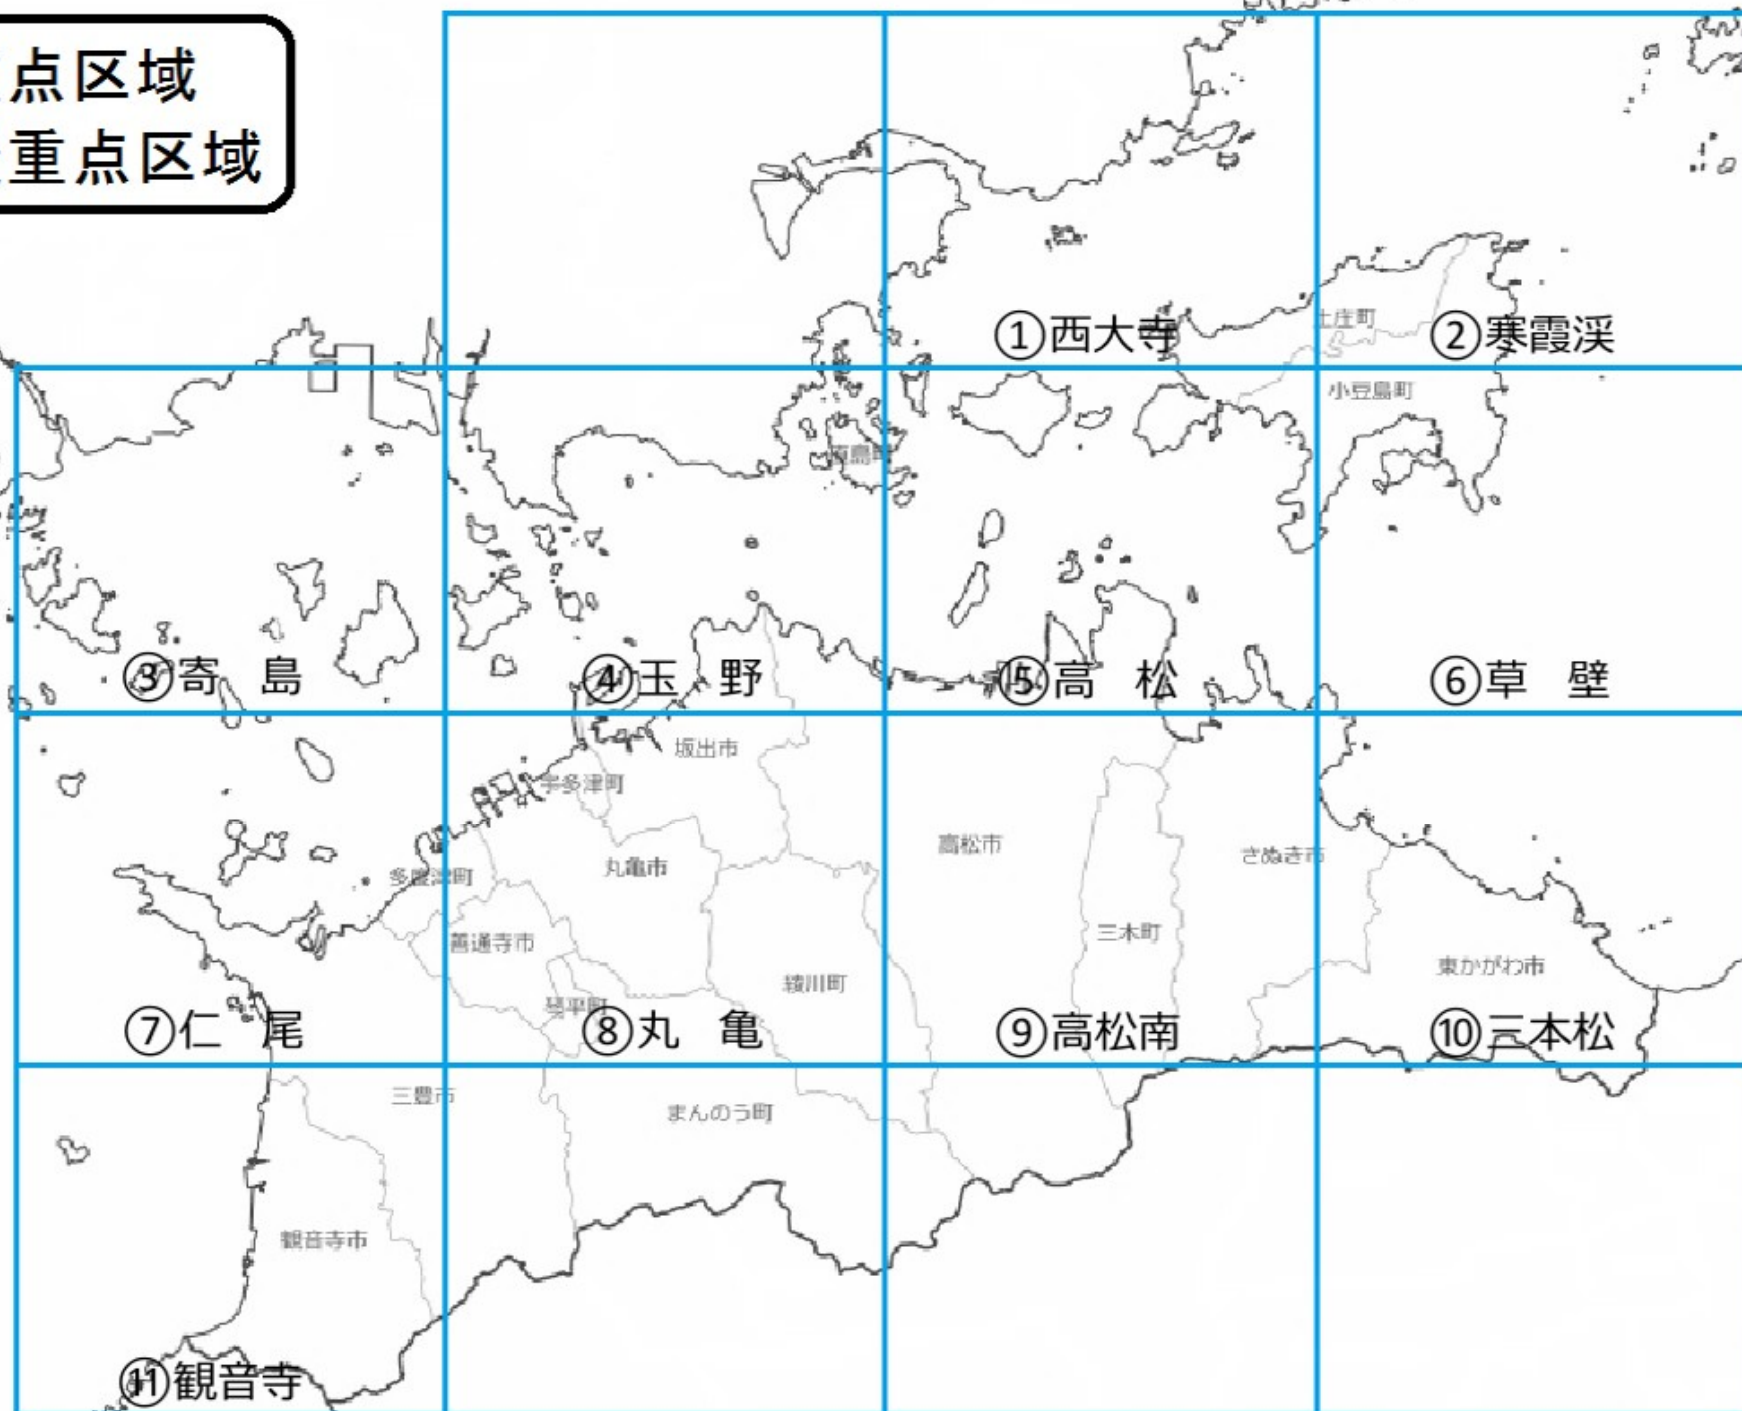 点区域
重点区域
①西大寺
土庄町
②寒霞渓
小豆島町
直島町
③寄 島
④玉 野
⑤高 松
⑥草 壁
坂出市
宇多津町
丸亀市
高松市
さぬき市
多度津町
三木町
善通寺市
東かがわ市
綾川町
琴平町
⑦仁 尾
⑧丸 亀
⑨高松南
⑩三本松
三豊市
まんのう町
観音寺市
⑪観音寺